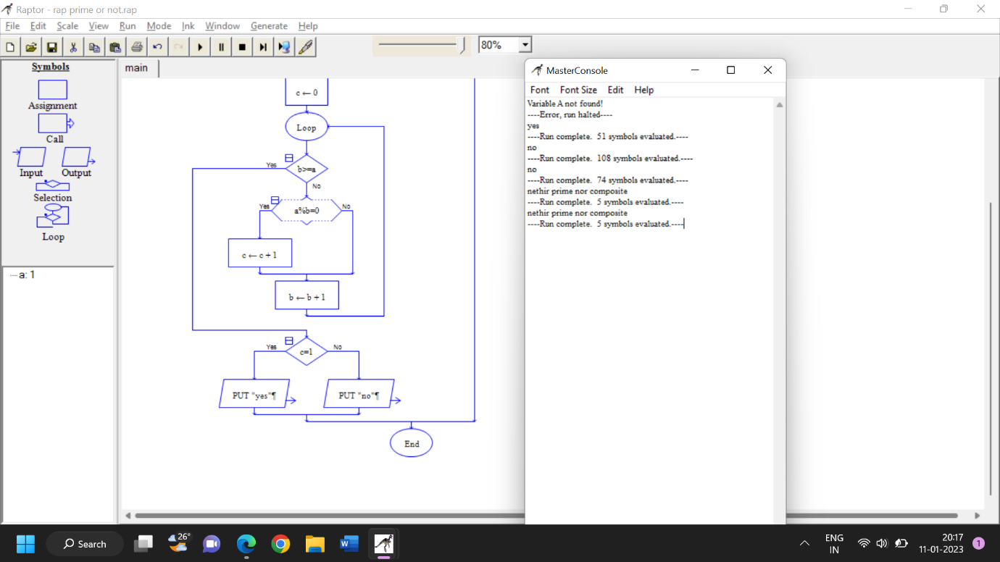 Raptor - rap prime or not.rap
File Edit Scale View Run Mode Ink Window Generate Help
80%
Symbols
Assignment
Call
Input Output
Selection
Loop
a: 1
main
c ← 0
Loop
Yes
b>=a
No
Yes
a%b=0
No
c ← c + 1
b ← b + 1
Yes
c=1
No
PUT "yes"¶
PUT "no"¶
End
MasterConsole
Font Font Size Edit Help
Variable A not found!
----Error, run halted----
yes
----Run complete. 51 symbols evaluated.----
no
----Run complete. 108 symbols evaluated.----
no
----Run complete. 74 symbols evaluated.----
nethir prime nor composite
----Run complete. 5 symbols evaluated.----
nethir prime nor composite
----Run complete. 5 symbols evaluated.----
Search
26°
W
ENG
IN
20:17
11-01-2023
1